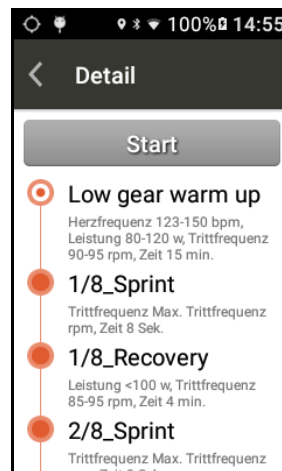 100% 14:55
Detail
Start
Low gear warm up
Herzfrequenz 123-150 bpm,
Leistung 80-120 w, Trittfrequenz
90-95 rpm, Zeit 15 min.
1/8_Sprint
Trittfrequenz Max. Trittfrequenz
rpm, Zeit 8 Sek.
1/8_Recovery
Leistung <100 w, Trittfrequenz
85-95 rpm, Zeit 4 min.
2/8_Sprint
Trittfrequenz Max. Trittfrequenz